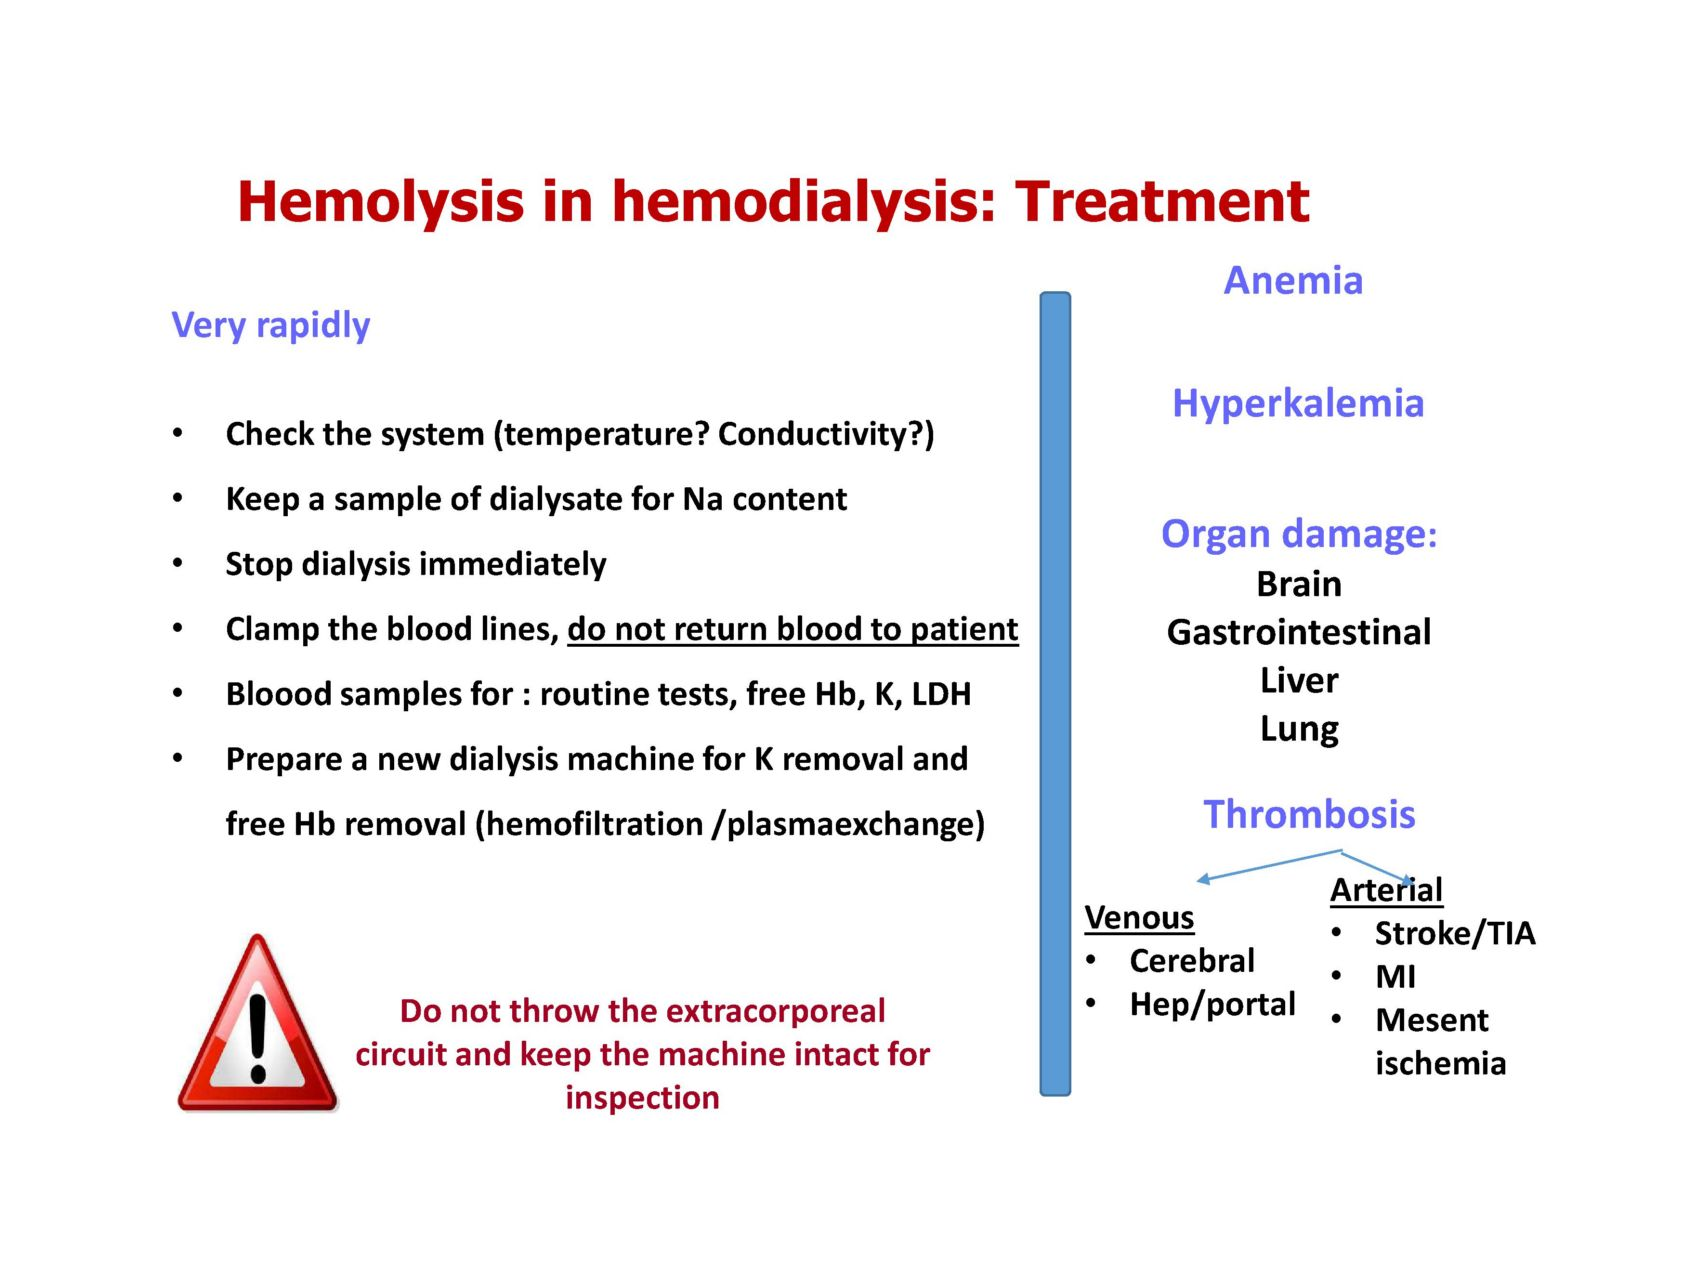 Hemolysis in hemodialysis: Treatment
Very rapidly
• Check the system (temperature? Conductivity?)
• Keep a sample of dialysate for Na content
• Stop dialysis immediately
• Clamp the blood lines, do not return blood to patient
• Bloood samples for : routine tests, free Hb, K, LDH
• Prepare a new dialysis machine for K removal and
free Hb removal (hemofiltration /plasmaexchange)
Do not throw the extracorporeal
circuit and keep the machine intact for
inspection
Anemia
Hyperkalemia
Organ damage:
Brain
Gastrointestinal
Liver
Lung
Thrombosis
Venous
• Cerebral
• Hep/portal
Arterial
• Stroke/TIA
• MI
• Mesent
ischemia